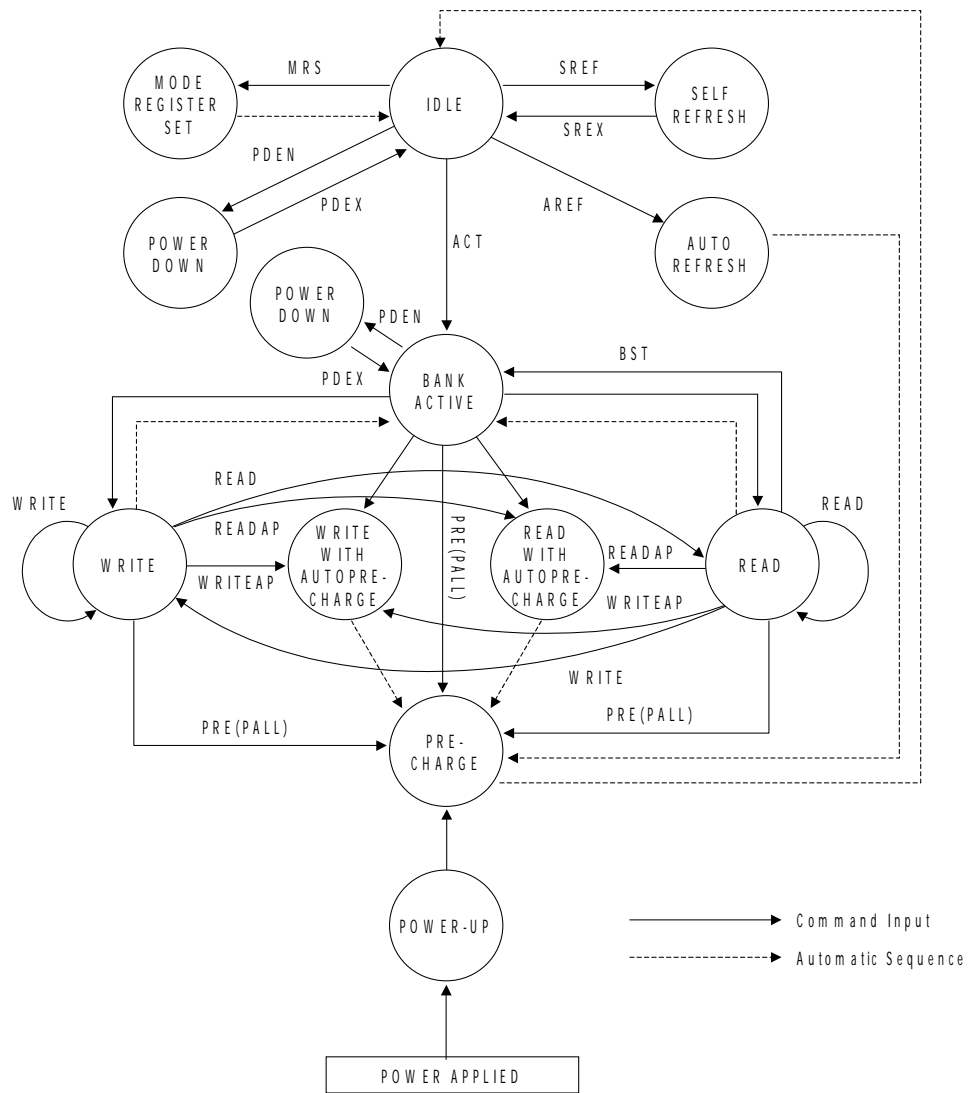 MRS
SREF
MODE
REGISTER
SET
IDLE
SELF
REFRESH
SREX
PDEN
PDEX
AREF
POWER
DOWN
ACT
AUTO
REFRESH
POWER
DOWN
PDEN
PDEX
BANK
ACTIVE
BST
WRITE
READ
READ
READAP
WRITE
WRITEAP
WRITE
WITH
AUTOPRE-
CHARGE
PRE(PALL)
READ
WITH
AUTOPRE-
CHARGE
READAP
READ
WRITEAP
WRITE
PRE(PALL)
PRE(PALL)
PRE-
CHARGE
POWER-UP
Command Input
Automatic Sequence
POWER APPLIED